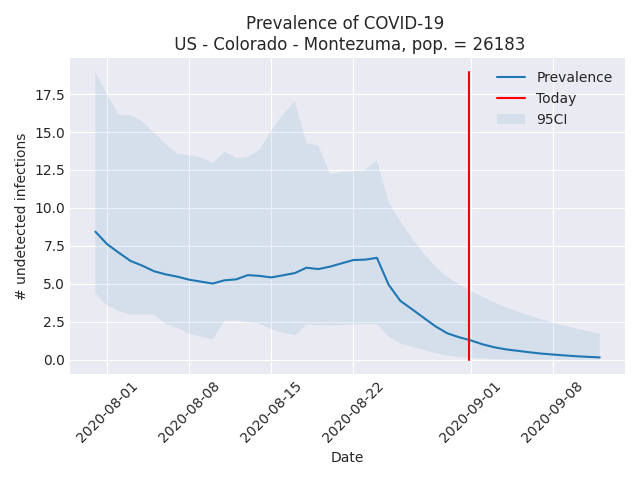 Prevalence of COVID-19
US - Colorado - Montezuma, pop. = 26183
Prevalence
Today
95CI
# undetected infections
17.5
15.0
12.5
10.0
7.5
5.0
2.5
0.0
2020-08-01
2020-08-08
2020-08-15
2020-08-22
2020-09-01
2020-09-08
Date